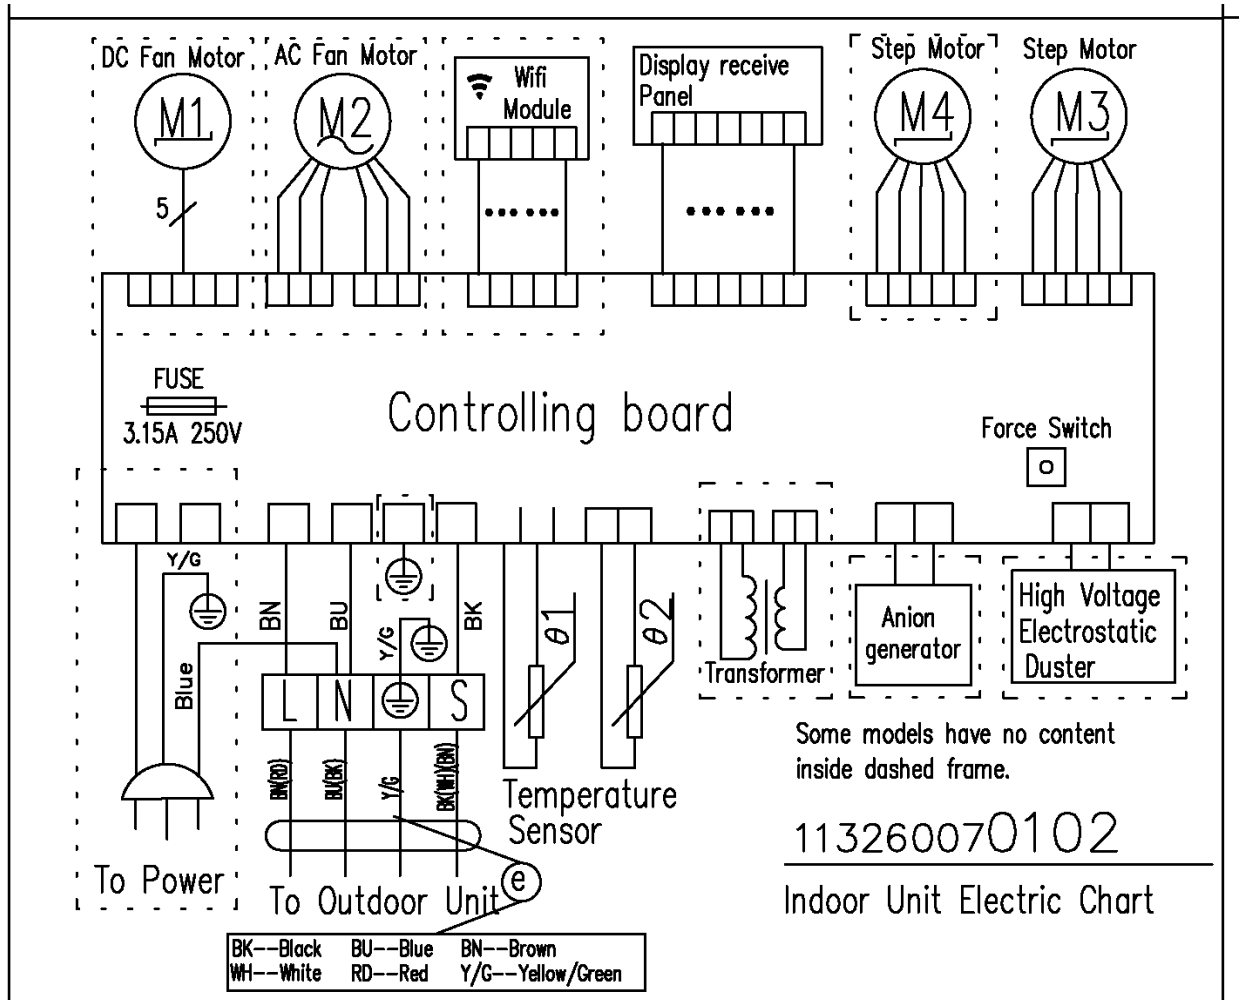 DC Fan Motor
AC Fan Motor
Wifi
Module
Display receive
Panel
Step Motor
Step Motor
M1
M2
M4
M3
5
FUSE
3.15A 250V
Controlling board
Force Switch
Y/G
BN
BU
Y/G
BK
θ1
θ2
Blue
L N S
BN(RD)
BU(BK)
Y/G
BK(WH)(BN)
Transformer
Anion
generator
High Voltage
Electrostatic
Duster
Temperature
Sensor
Some models have no content
inside dashed frame.
113260070102
To Power
To Outdoor Unit
e
Indoor Unit Electric Chart
BK--Black BU--Blue BN--Brown
WH--White RD--Red Y/G--Yellow/Green